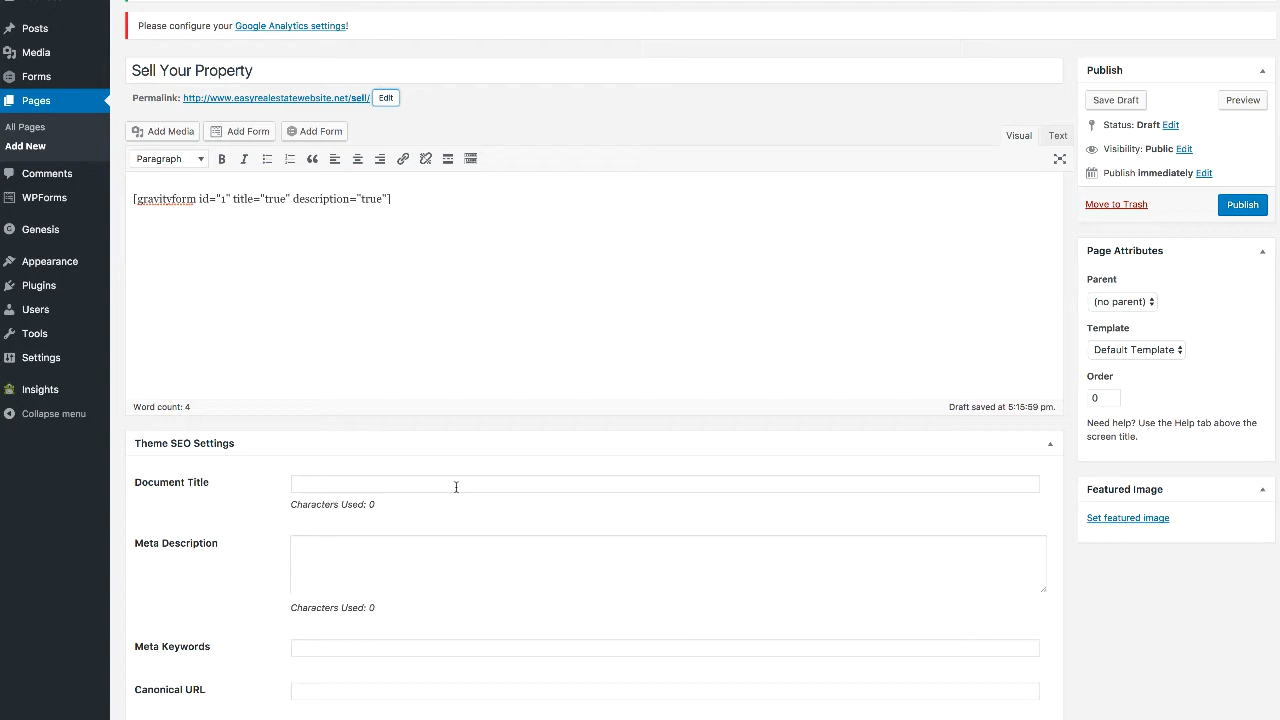 Posts
Media
Forms
Pages
All Pages
Add New
Comments
WPForms
Genesis
Appearance
Plugins
Users
Tools
Settings
Insights
Collapse menu
Please configure your Google Analytics settings!
Sell Your Property
Permalink: http://www.easyrealestatewebsite.net/sell/ Edit
Add Media Add Form Add Form
Visual Text
Paragraph B I
[gravityform id="1" title="true" description="true"]
Word count: 4 Draft saved at 5:15:59 pm.
Theme SEO Settings
Document Title
Characters Used: 0
Meta Description
Characters Used: 0
Meta Keywords
Canonical URL
Publish
Save Draft Preview
Status: Draft Edit
Visibility: Public Edit
Publish immediately Edit
Move to Trash Publish
Page Attributes
Parent
(no parent)
Template
Default Template
Order
0
Need help? Use the Help tab above the
screen title.
Featured Image
Set featured image